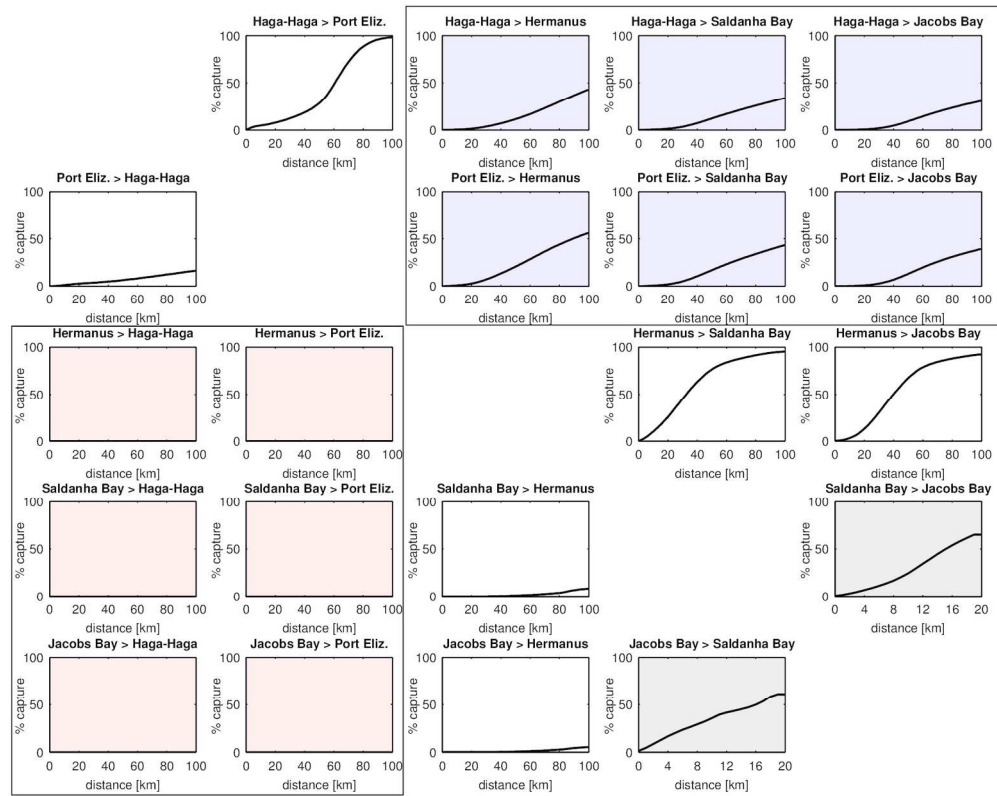 Haga-Haga > Port Eliz. Haga-Haga > Hermanus Haga-Haga > Saldanha Bay Haga-Haga > Jacobs Bay
100 100 100 100
% capture % capture % capture % capture
50 50 50 50
0 0 0 0
0 20 40 60 80 100 0 20 40 60 80 100 0 20 40 60 80 100 0 20 40 60 80 100
distance [km] distance [km] distance [km] distance [km]
Port Eliz. > Haga-Haga Port Eliz. > Hermanus Port Eliz. > Saldanha Bay Port Eliz. > Jacobs Bay
100 100 100 100
% capture % capture % capture % capture
50 50 50 50
0 0 0 0
0 20 40 60 80 100 0 20 40 60 80 100 0 20 40 60 80 100 0 20 40 60 80 100
distance [km] distance [km] distance [km] distance [km]
Hermanus > Haga-Haga Hermanus > Port Eliz. Hermanus > Saldanha Bay Hermanus > Jacobs Bay
100 100 100 100
% capture % capture % capture % capture
50 50 50 50
0 0 0 0
0 20 40 60 80 100 0 20 40 60 80 100 0 20 40 60 80 100 0 20 40 60 80 100
distance [km] distance [km] distance [km] distance [km]
Saldanha Bay > Haga-Haga Saldanha Bay > Port Eliz. Saldanha Bay > Hermanus Saldanha Bay > Jacobs Bay
100 100 100 100
% capture % capture % capture % capture
50 50 50 50
0 0 0 0
0 20 40 60 80 100 0 20 40 60 80 100 0 20 40 60 80 100 0 4 8 12 16 20
distance [km] distance [km] distance [km] distance [km]
Jacobs Bay > Haga-Haga Jacobs Bay > Port Eliz. Jacobs Bay > Hermanus Jacobs Bay > Saldanha Bay
100 100 100 100
% capture % capture % capture % capture
50 50 50 50
0 0 0 0
0 20 40 60 80 100 0 20 40 60 80 100 0 20 40 60 80 100 0 4 8 12 16 20
distance [km] distance [km] distance [km] distance [km]